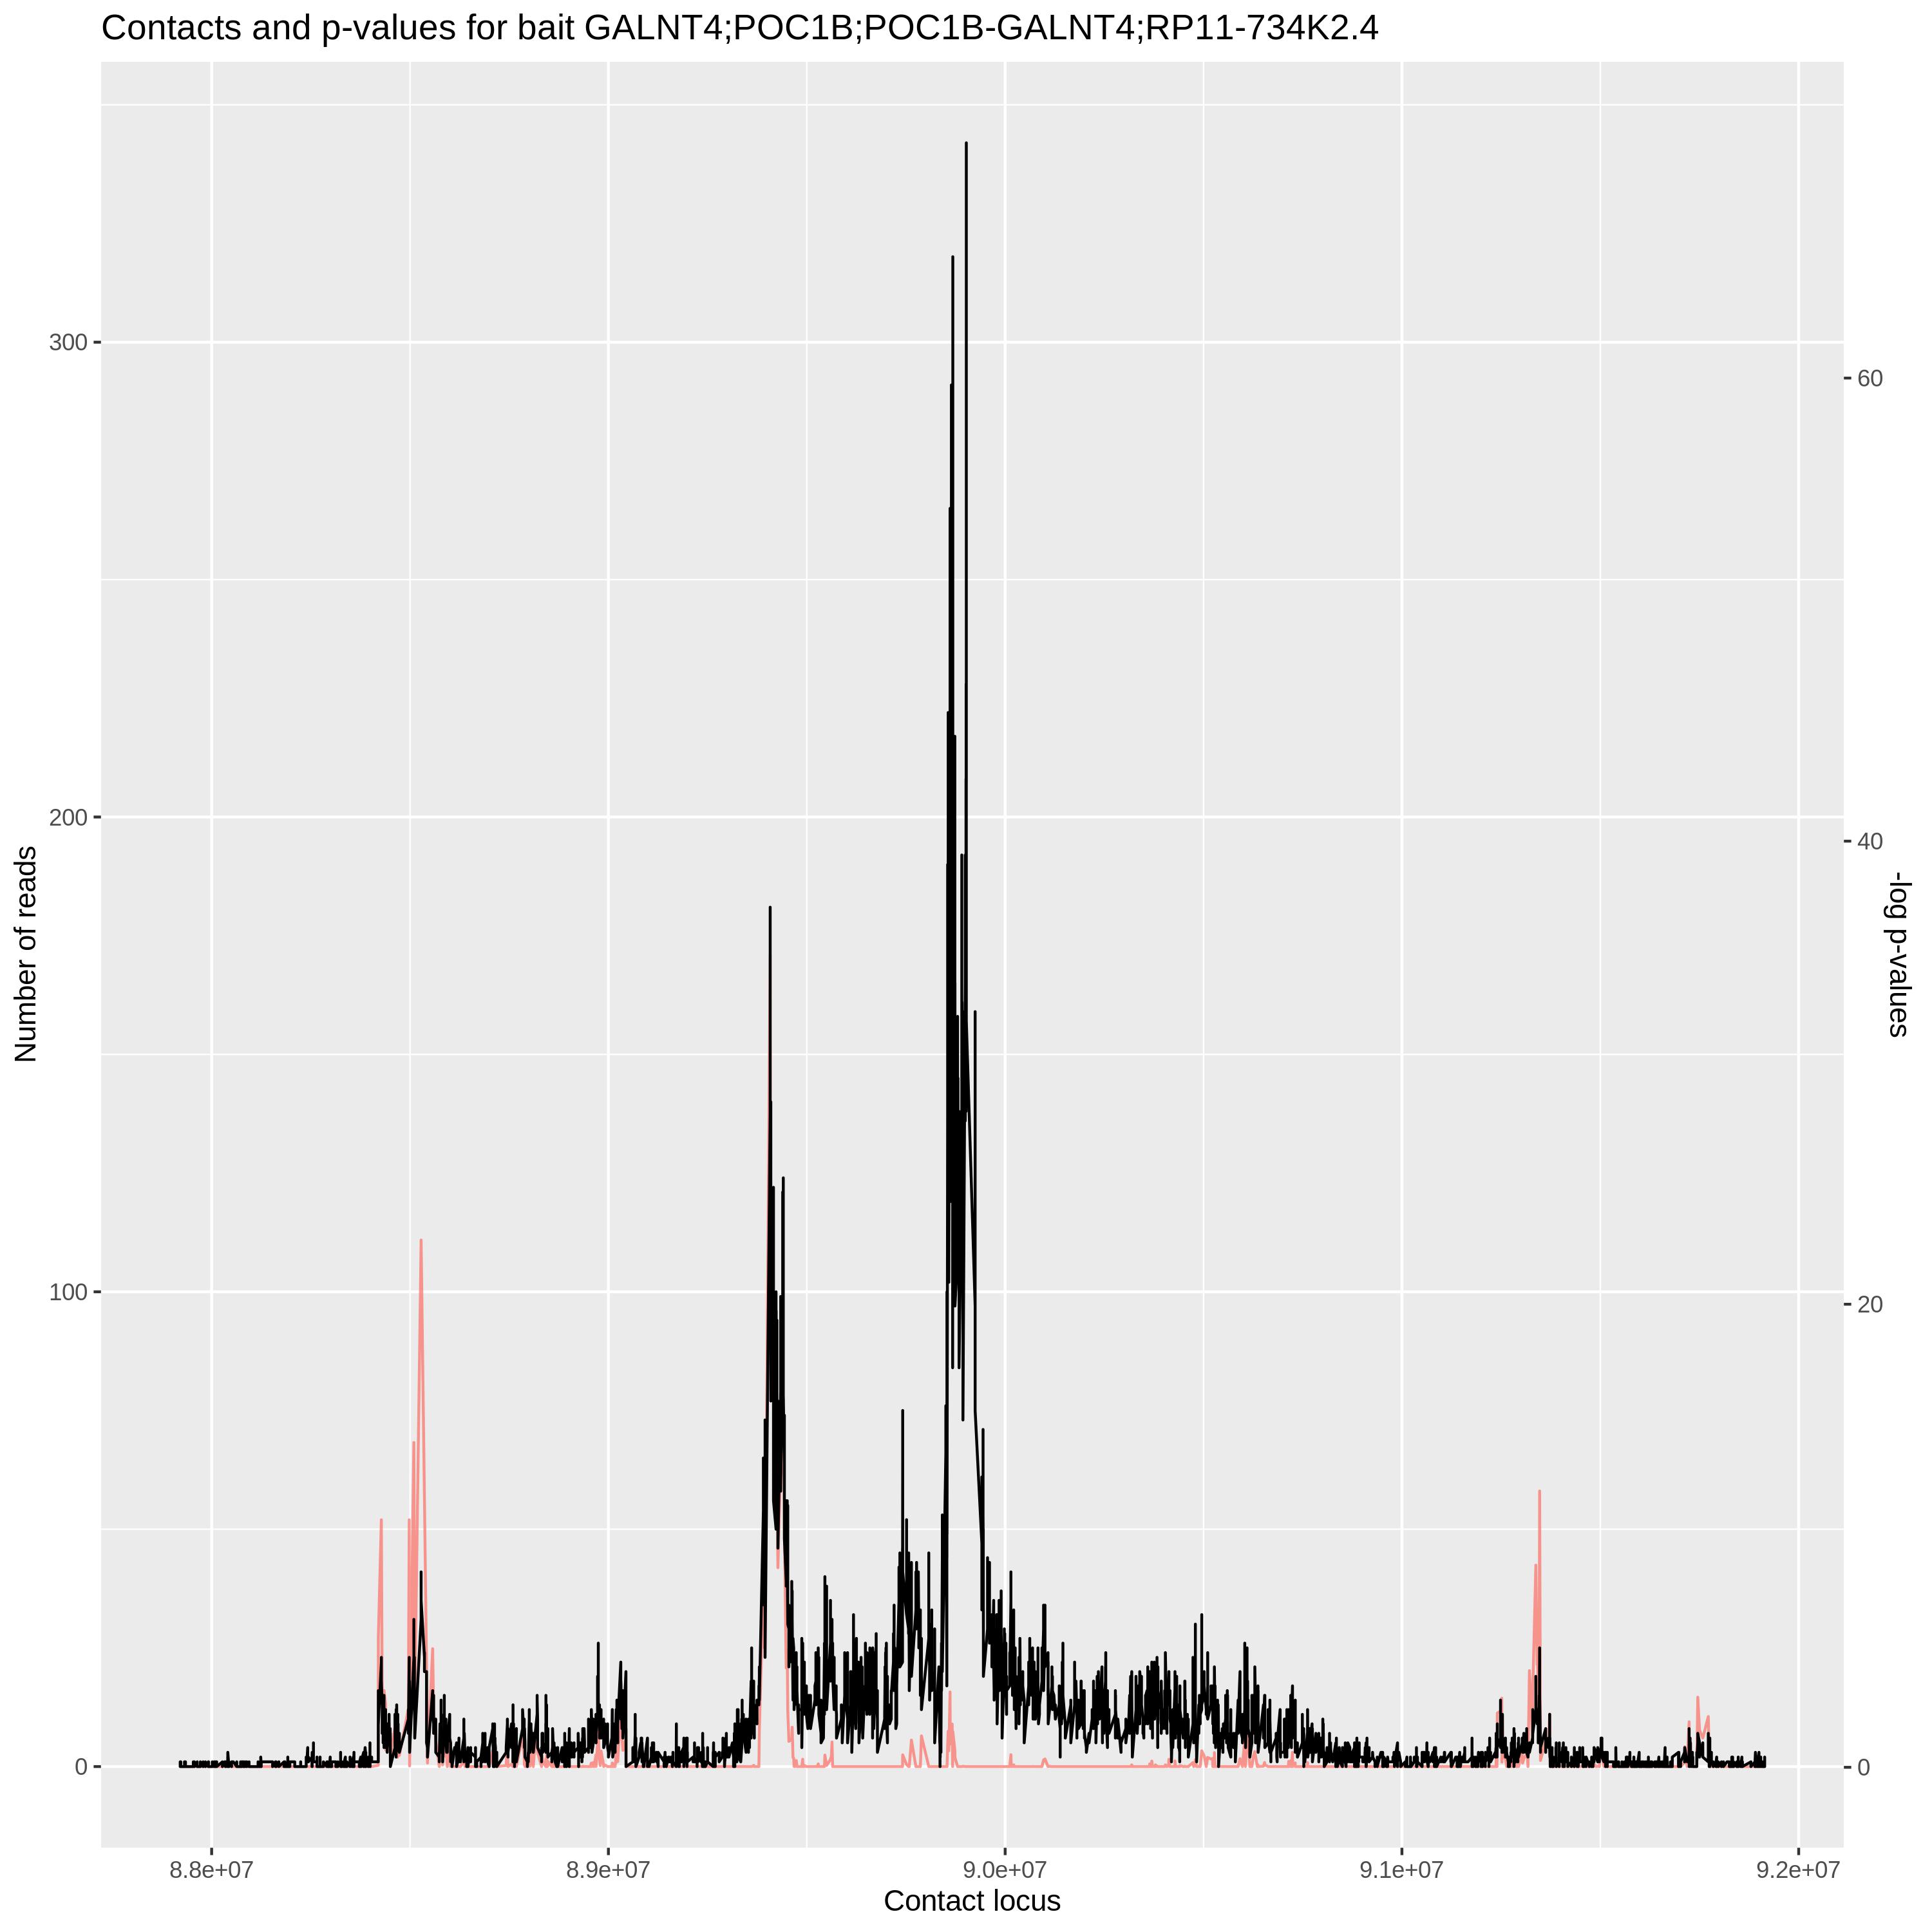 Contacts and p-values for bait GALNT4;POC1B;POC1B-GALNT4;RP11-734K2.4
300
200
100
0
Number of reads
60
40
20
0
-log p-values
8.8e+07
8.9e+07
9.0e+07
9.1e+07
9.2e+07
Contact locus